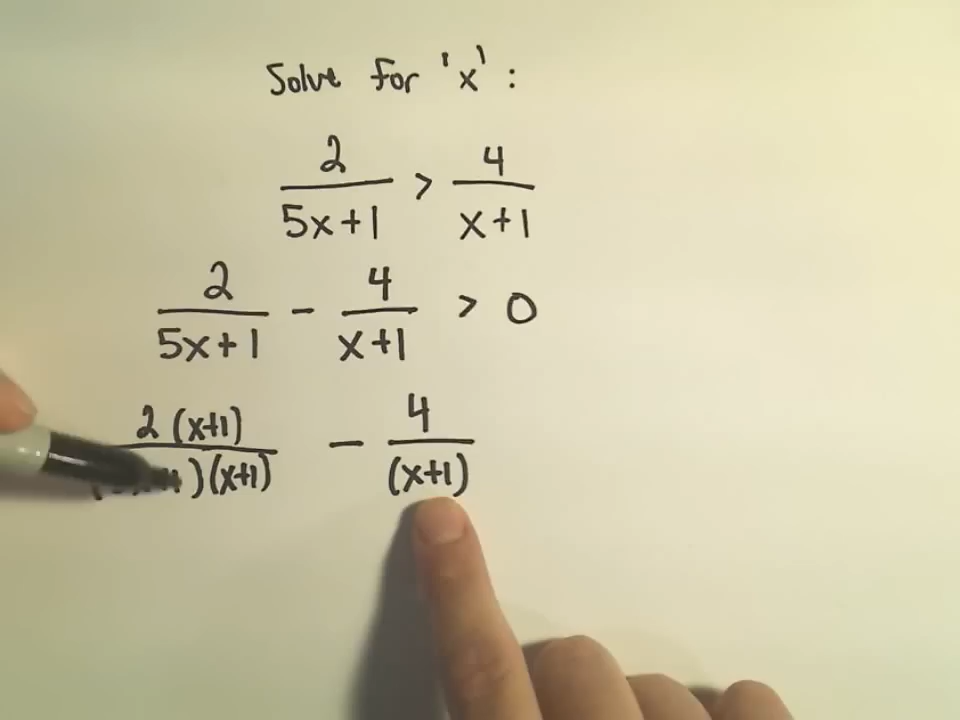 Solve for 'x' :
2/(5x+1) > 4/(x+1)
2/(5x+1) - 4/(x+1) > 0
2(x+1)/( )(x+1) - 4/(x+1)